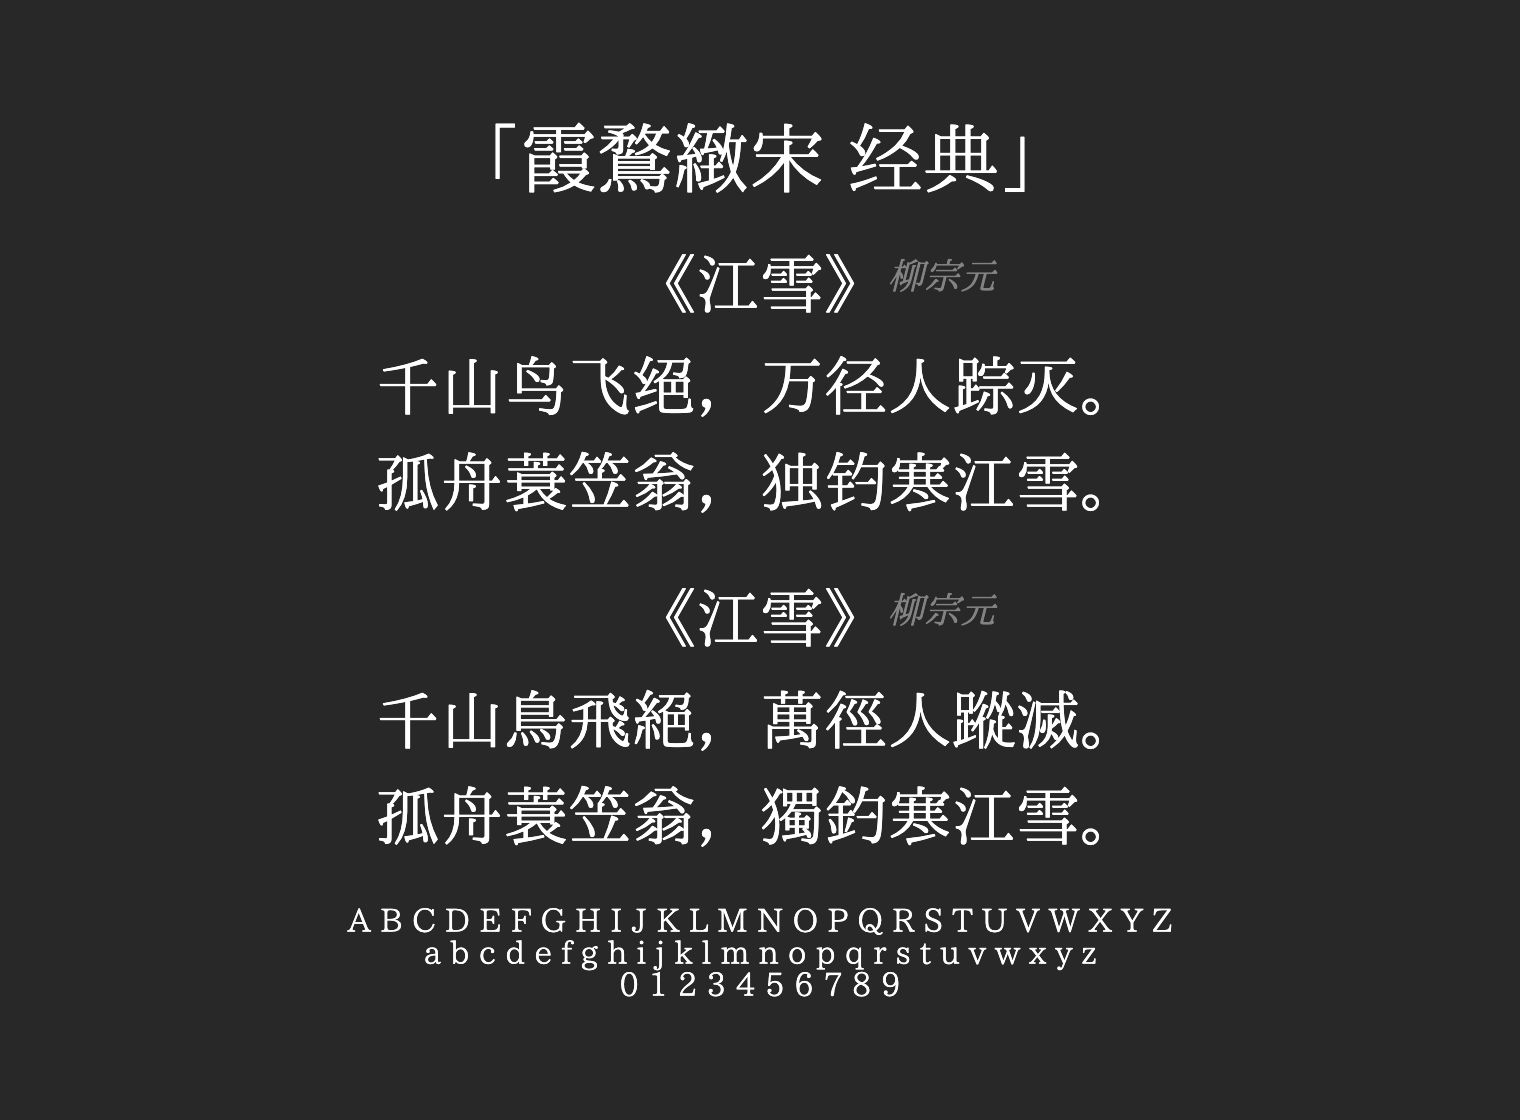 「霞鶩緻宋 经典」
《江雪》 柳宗元
千山鸟飞绝，万径人踪灭。
孤舟蓑笠翁，独钓寒江雪。
《江雪》 柳宗元
千山鳥飛絕，萬徑人蹤滅。
孤舟蓑笠翁，獨釣寒江雪。
A B C D E F G H I J K L M N O P Q R S T U V W X Y Z
a b c d e f g h i j k l m n o p q r s t u v w x y z
0 1 2 3 4 5 6 7 8 9